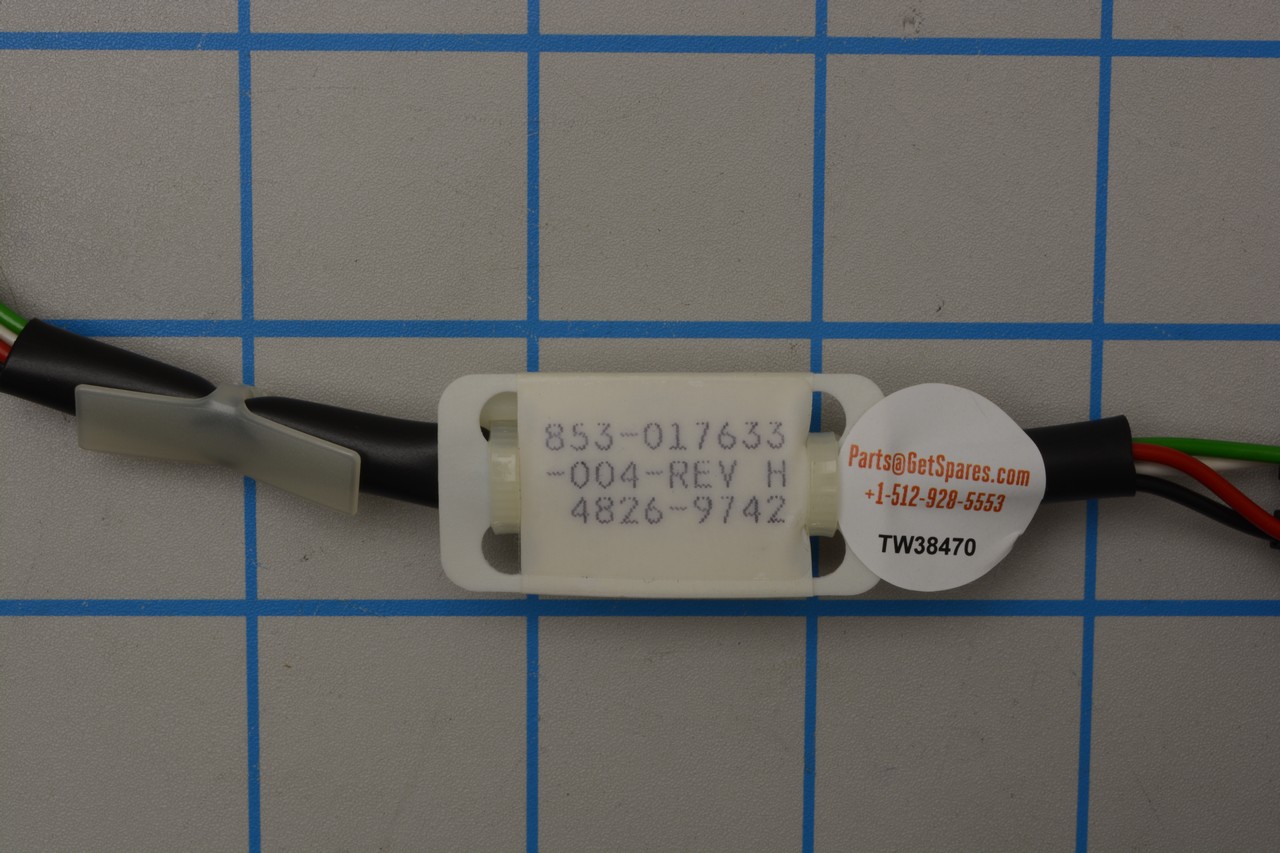 853-017633
-004-REV H
4826-9742
Parts@GetSpares.com
+1-512-928-5553
TW38470